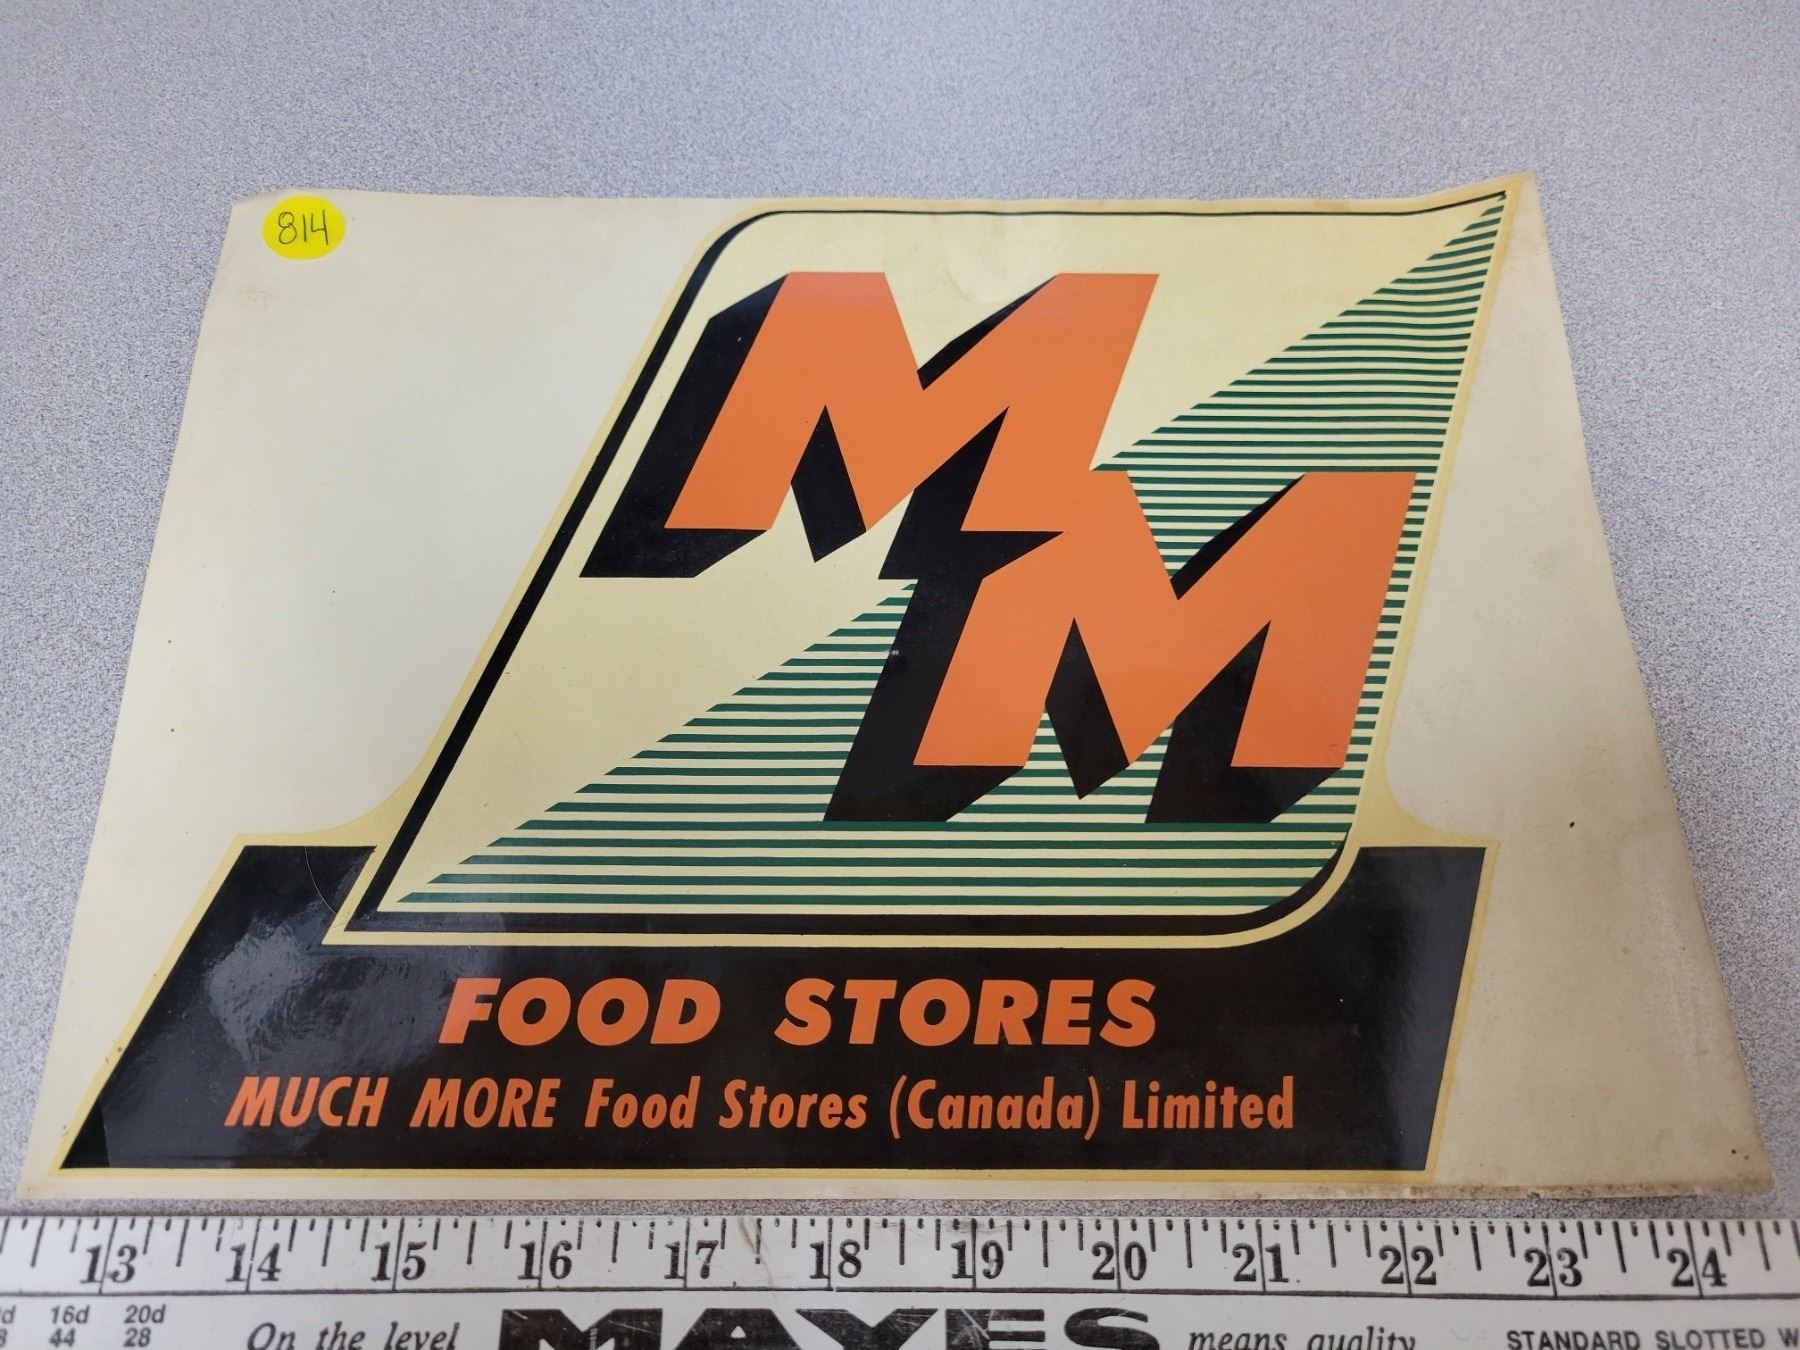 814
MM
FOOD STORES
MUCH MORE Food Stores (Canada) Limited
13 14 15 16 17 18 19 20 21 22 23 24
16d 20d
44 28
On the level MAYES means quality STANDARD SLOTTED